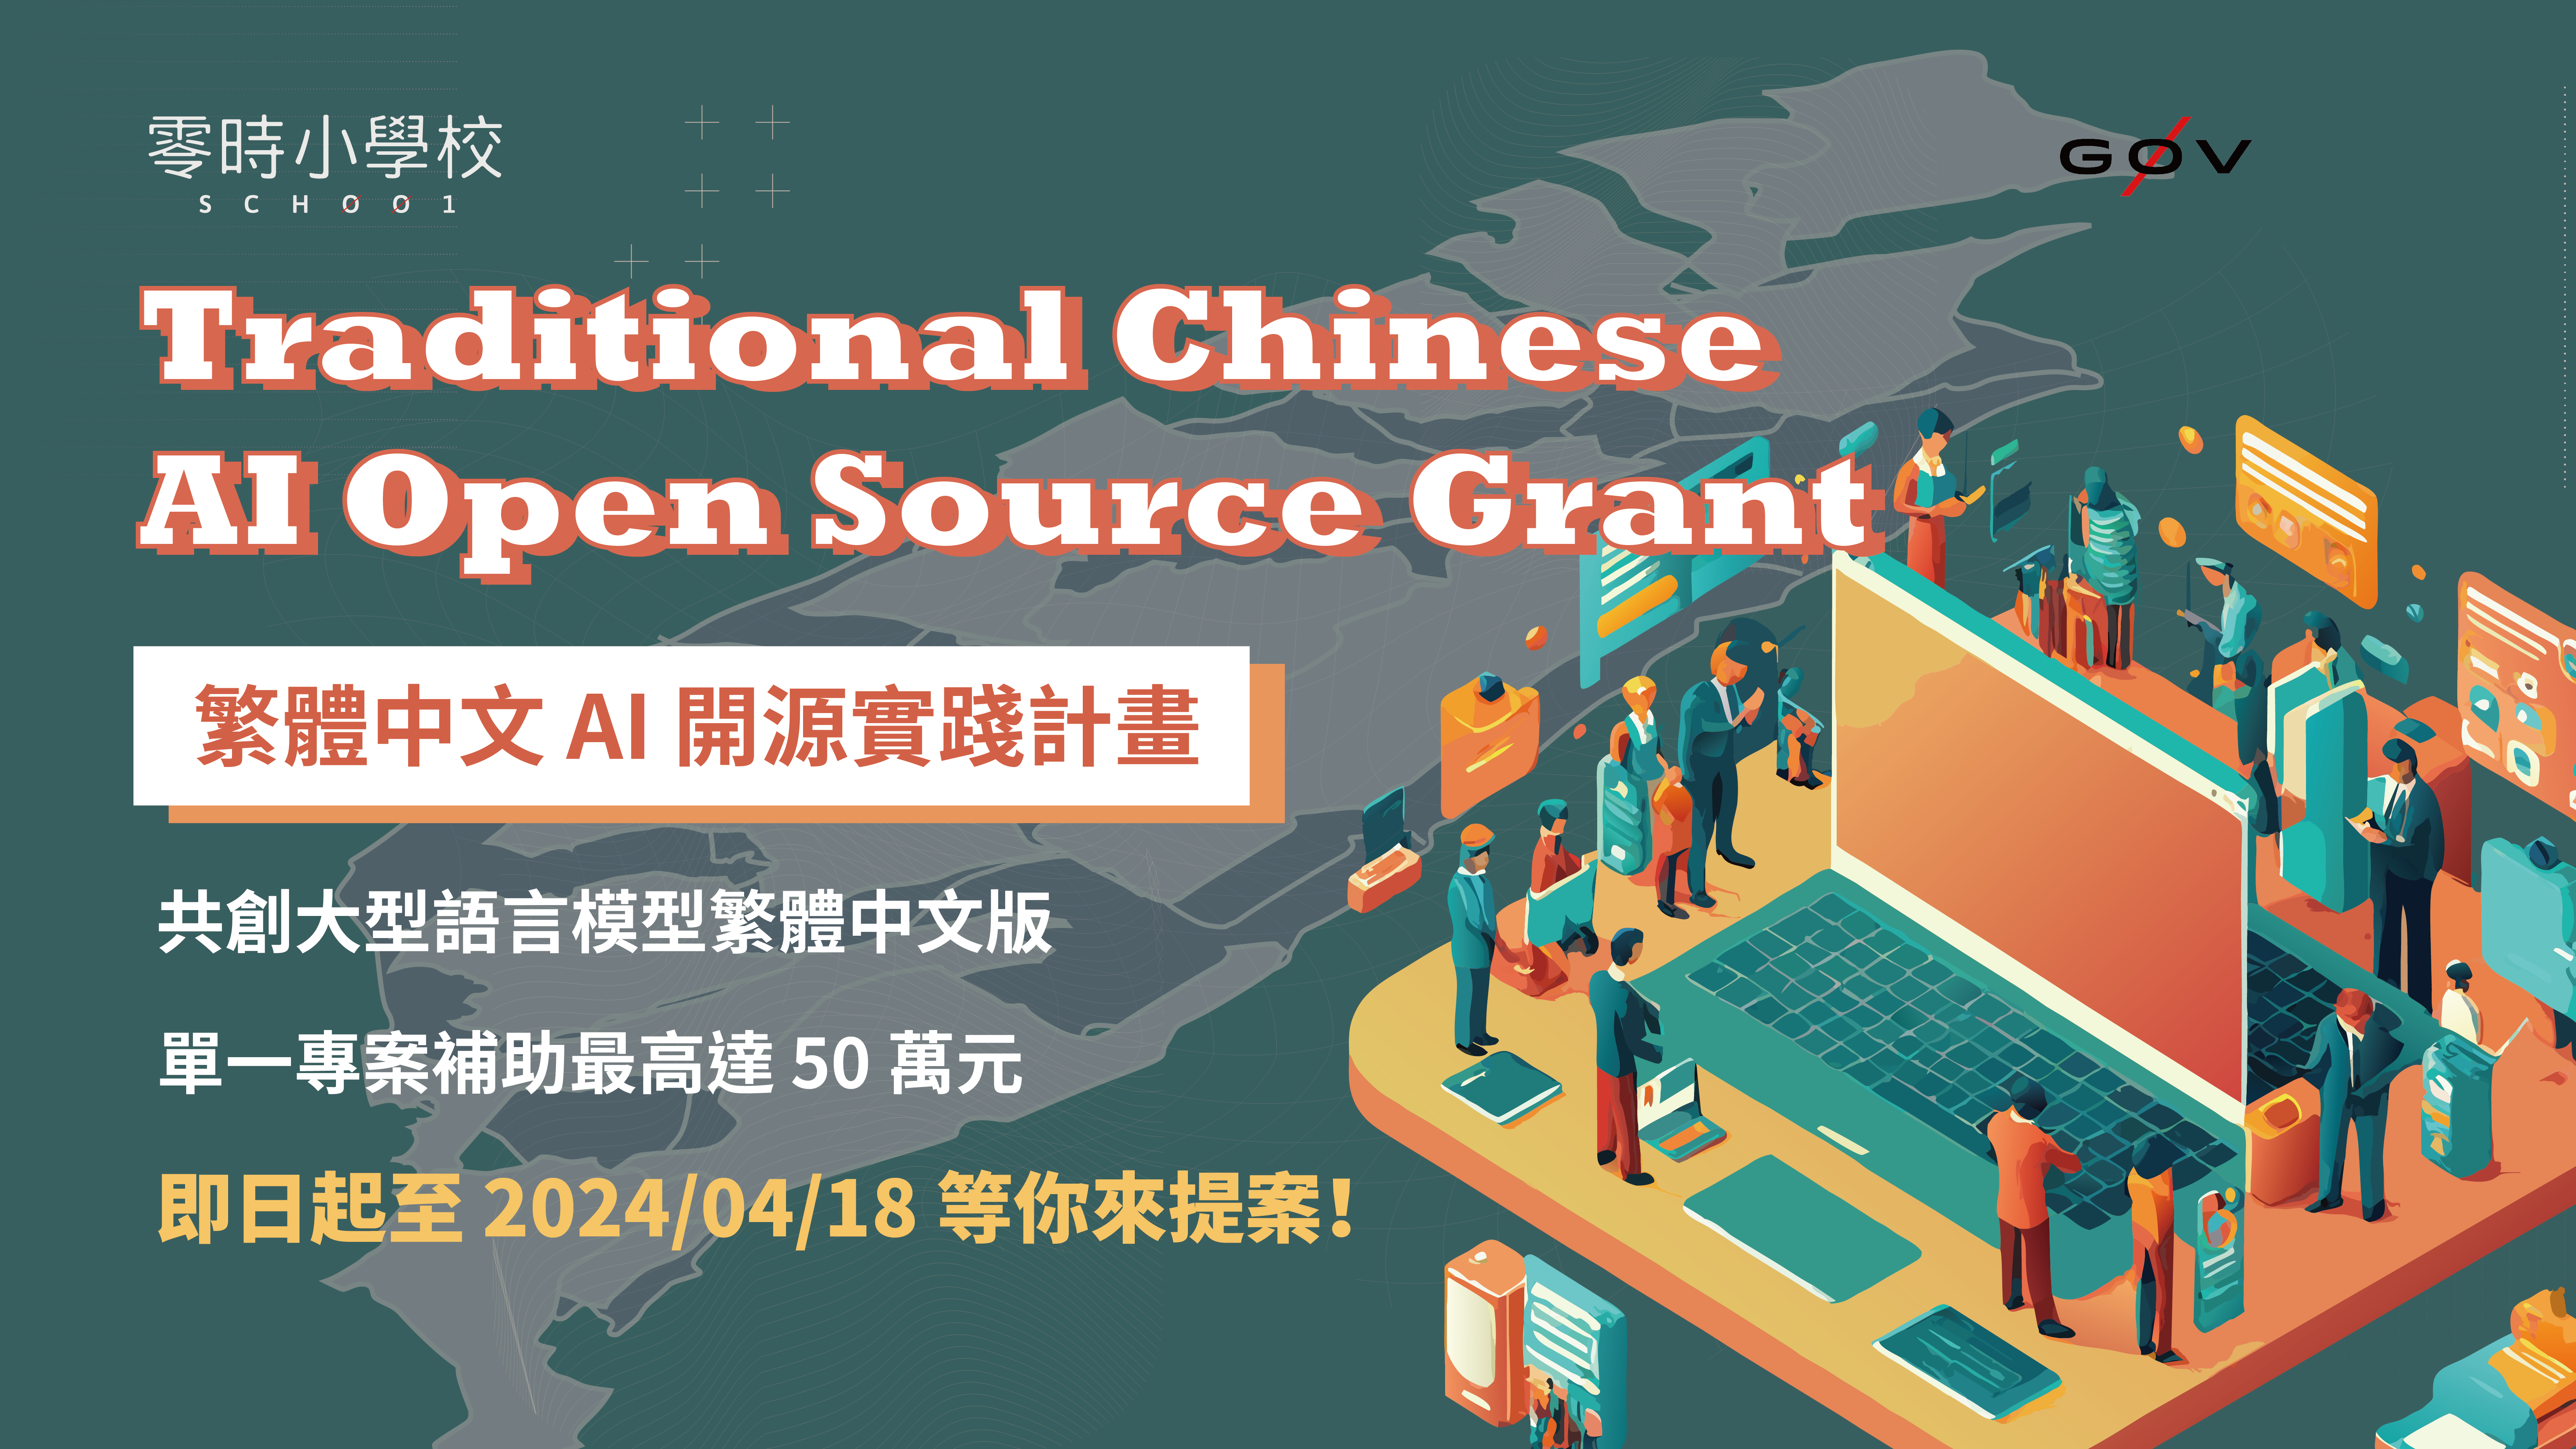 零時小學校
SCHOO1
GØV
Traditional Chinese
AI Open Source Grant
繁體中文 AI 開源實踐計畫
共創大型語言模型繁體中文版
單一專案補助最高達 50 萬元
即日起至 2024/04/18 等你來提案!